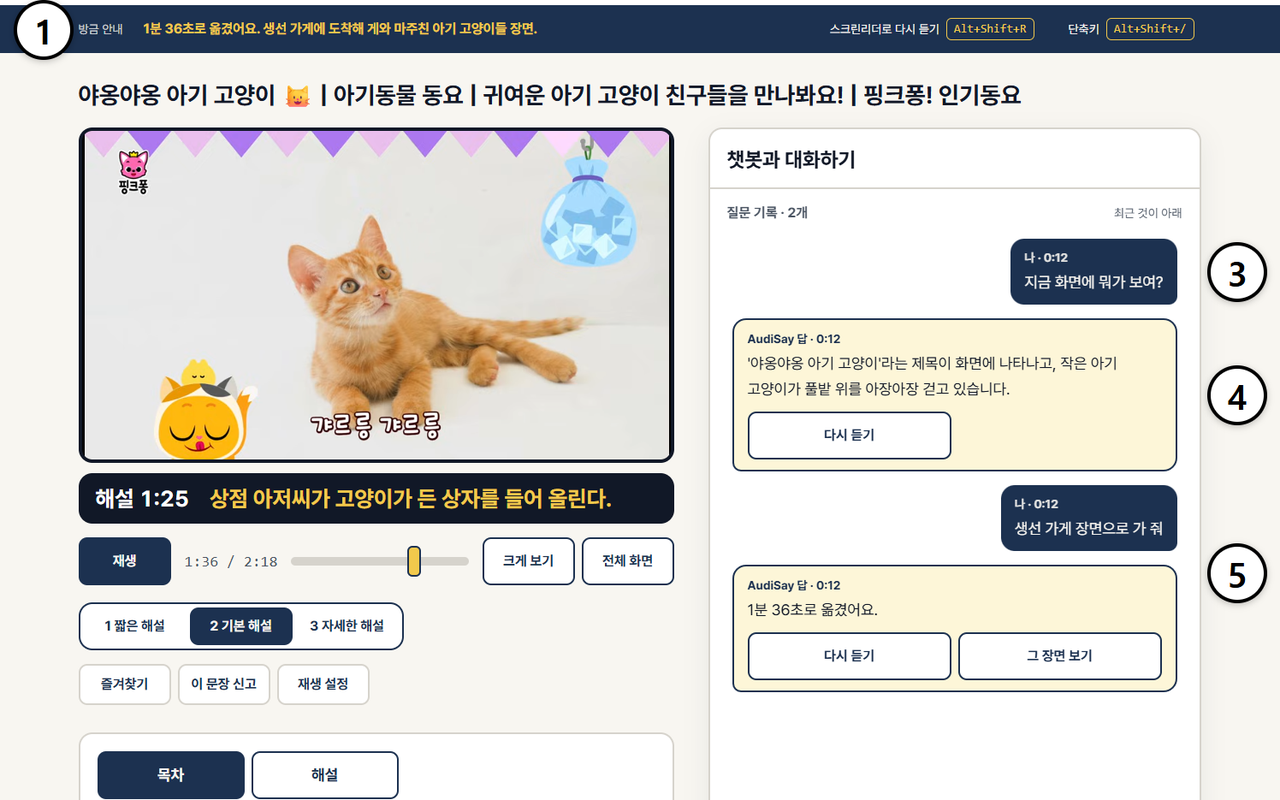 1
방금 안내 1분 36초로 옮겼어요. 생선 가게에 도착해 게와 마주친 아기 고양이들 장면.
스크린리더로 다시 듣기 Alt+Shift+R 단축키 Alt+Shift+/
야옹야옹 아기 고양이 🐱 | 아기동물 동요 | 귀여운 아기 고양이 친구들을 만나봐요! | 핑크퐁! 인기동요
핑크퐁
갸르릉 갸르릉
해설 1:25 상점 아저씨가 고양이가 든 상자를 들어 올린다.
재생 1:36 / 2:18 크게 보기 전체 화면
1 짧은 해설 2 기본 해설 3 자세한 해설
즐겨찾기 이 문장 신고 재생 설정
목차 해설
챗봇과 대화하기
질문 기록 · 2개 최근 것이 아래
나 · 0:12
지금 화면에 뭐가 보여?
3
AudiSay 답 · 0:12
'야옹야옹 아기 고양이'라는 제목이 화면에 나타나고, 작은 아기
고양이가 풀밭 위를 아장아장 걷고 있습니다.
4
다시 듣기
나 · 0:12
생선 가게 장면으로 가 줘
5
AudiSay 답 · 0:12
1분 36초로 옮겼어요.
다시 듣기 그 장면 보기